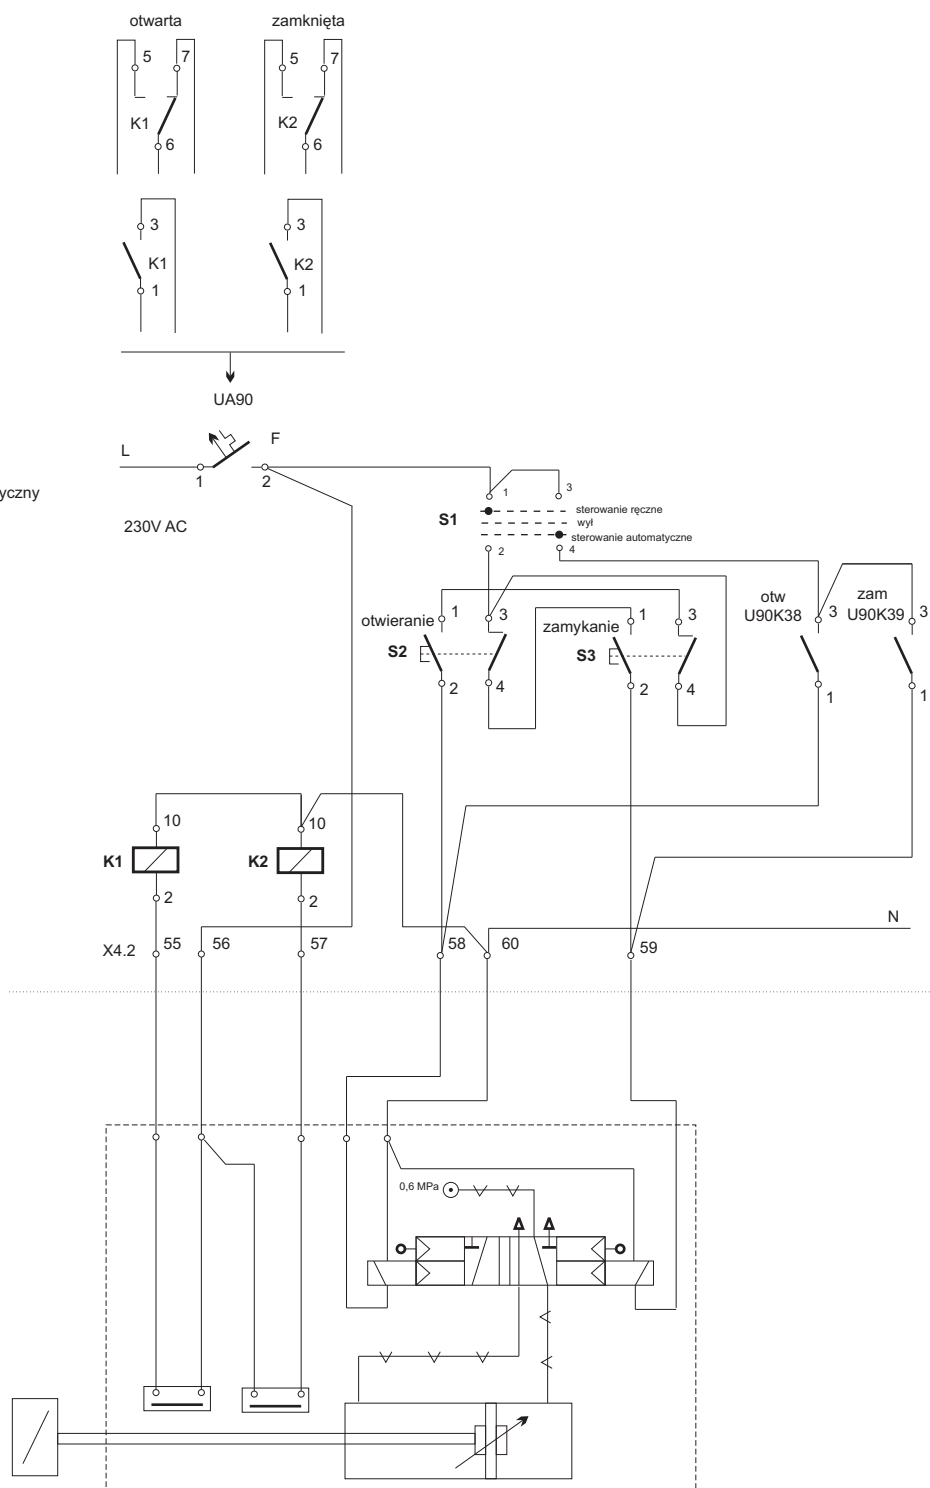 otwarta zamknięta
5 7 5 7
K1 K2
6 6
3 3
K1 K2
1 1
UA90
L F
1 2
yczny
230V AC
1 3
S1 sterowanie ręczne
wył
sterowanie automatyczne
2 4
otw zam
U90K38 3 U90K39 3
otwieranie 1 3 zamykanie 1 3
S2 S3
2 4 2 4
1 1
10 10
K1 K2
2 2
N
X4.2 55 56 57 58 60 59
0,6 MPa